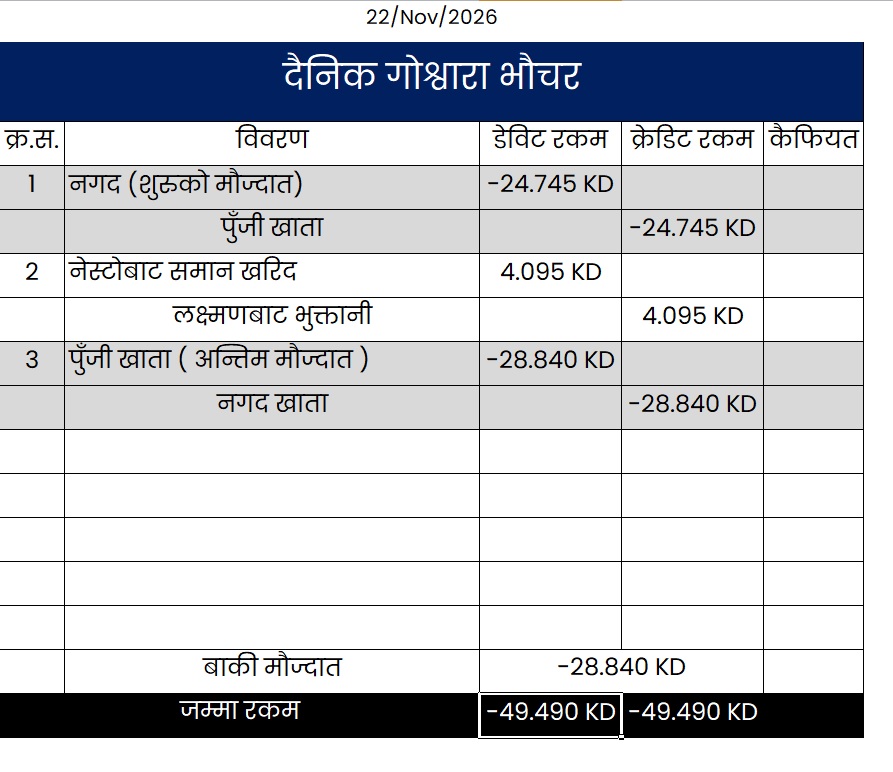 22/Nov/2026
दैनिक गोश्वारा भौचर
क्र.स. विवरण डेविट रकम क्रेडिट रकम कैफियत
1 नगद (शुरुको मौज्दात) -24.745 KD
पुँजी खाता -24.745 KD
2 नेस्टोबाट समान खरिद 4.095 KD
लक्ष्मणबाट भुक्तानी 4.095 KD
3 पुँजी खाता ( अन्तिम मौज्दात ) -28.840 KD
नगद खाता -28.840 KD
बाकी मौज्दात -28.840 KD
जम्मा रकम -49.490 KD -49.490 KD